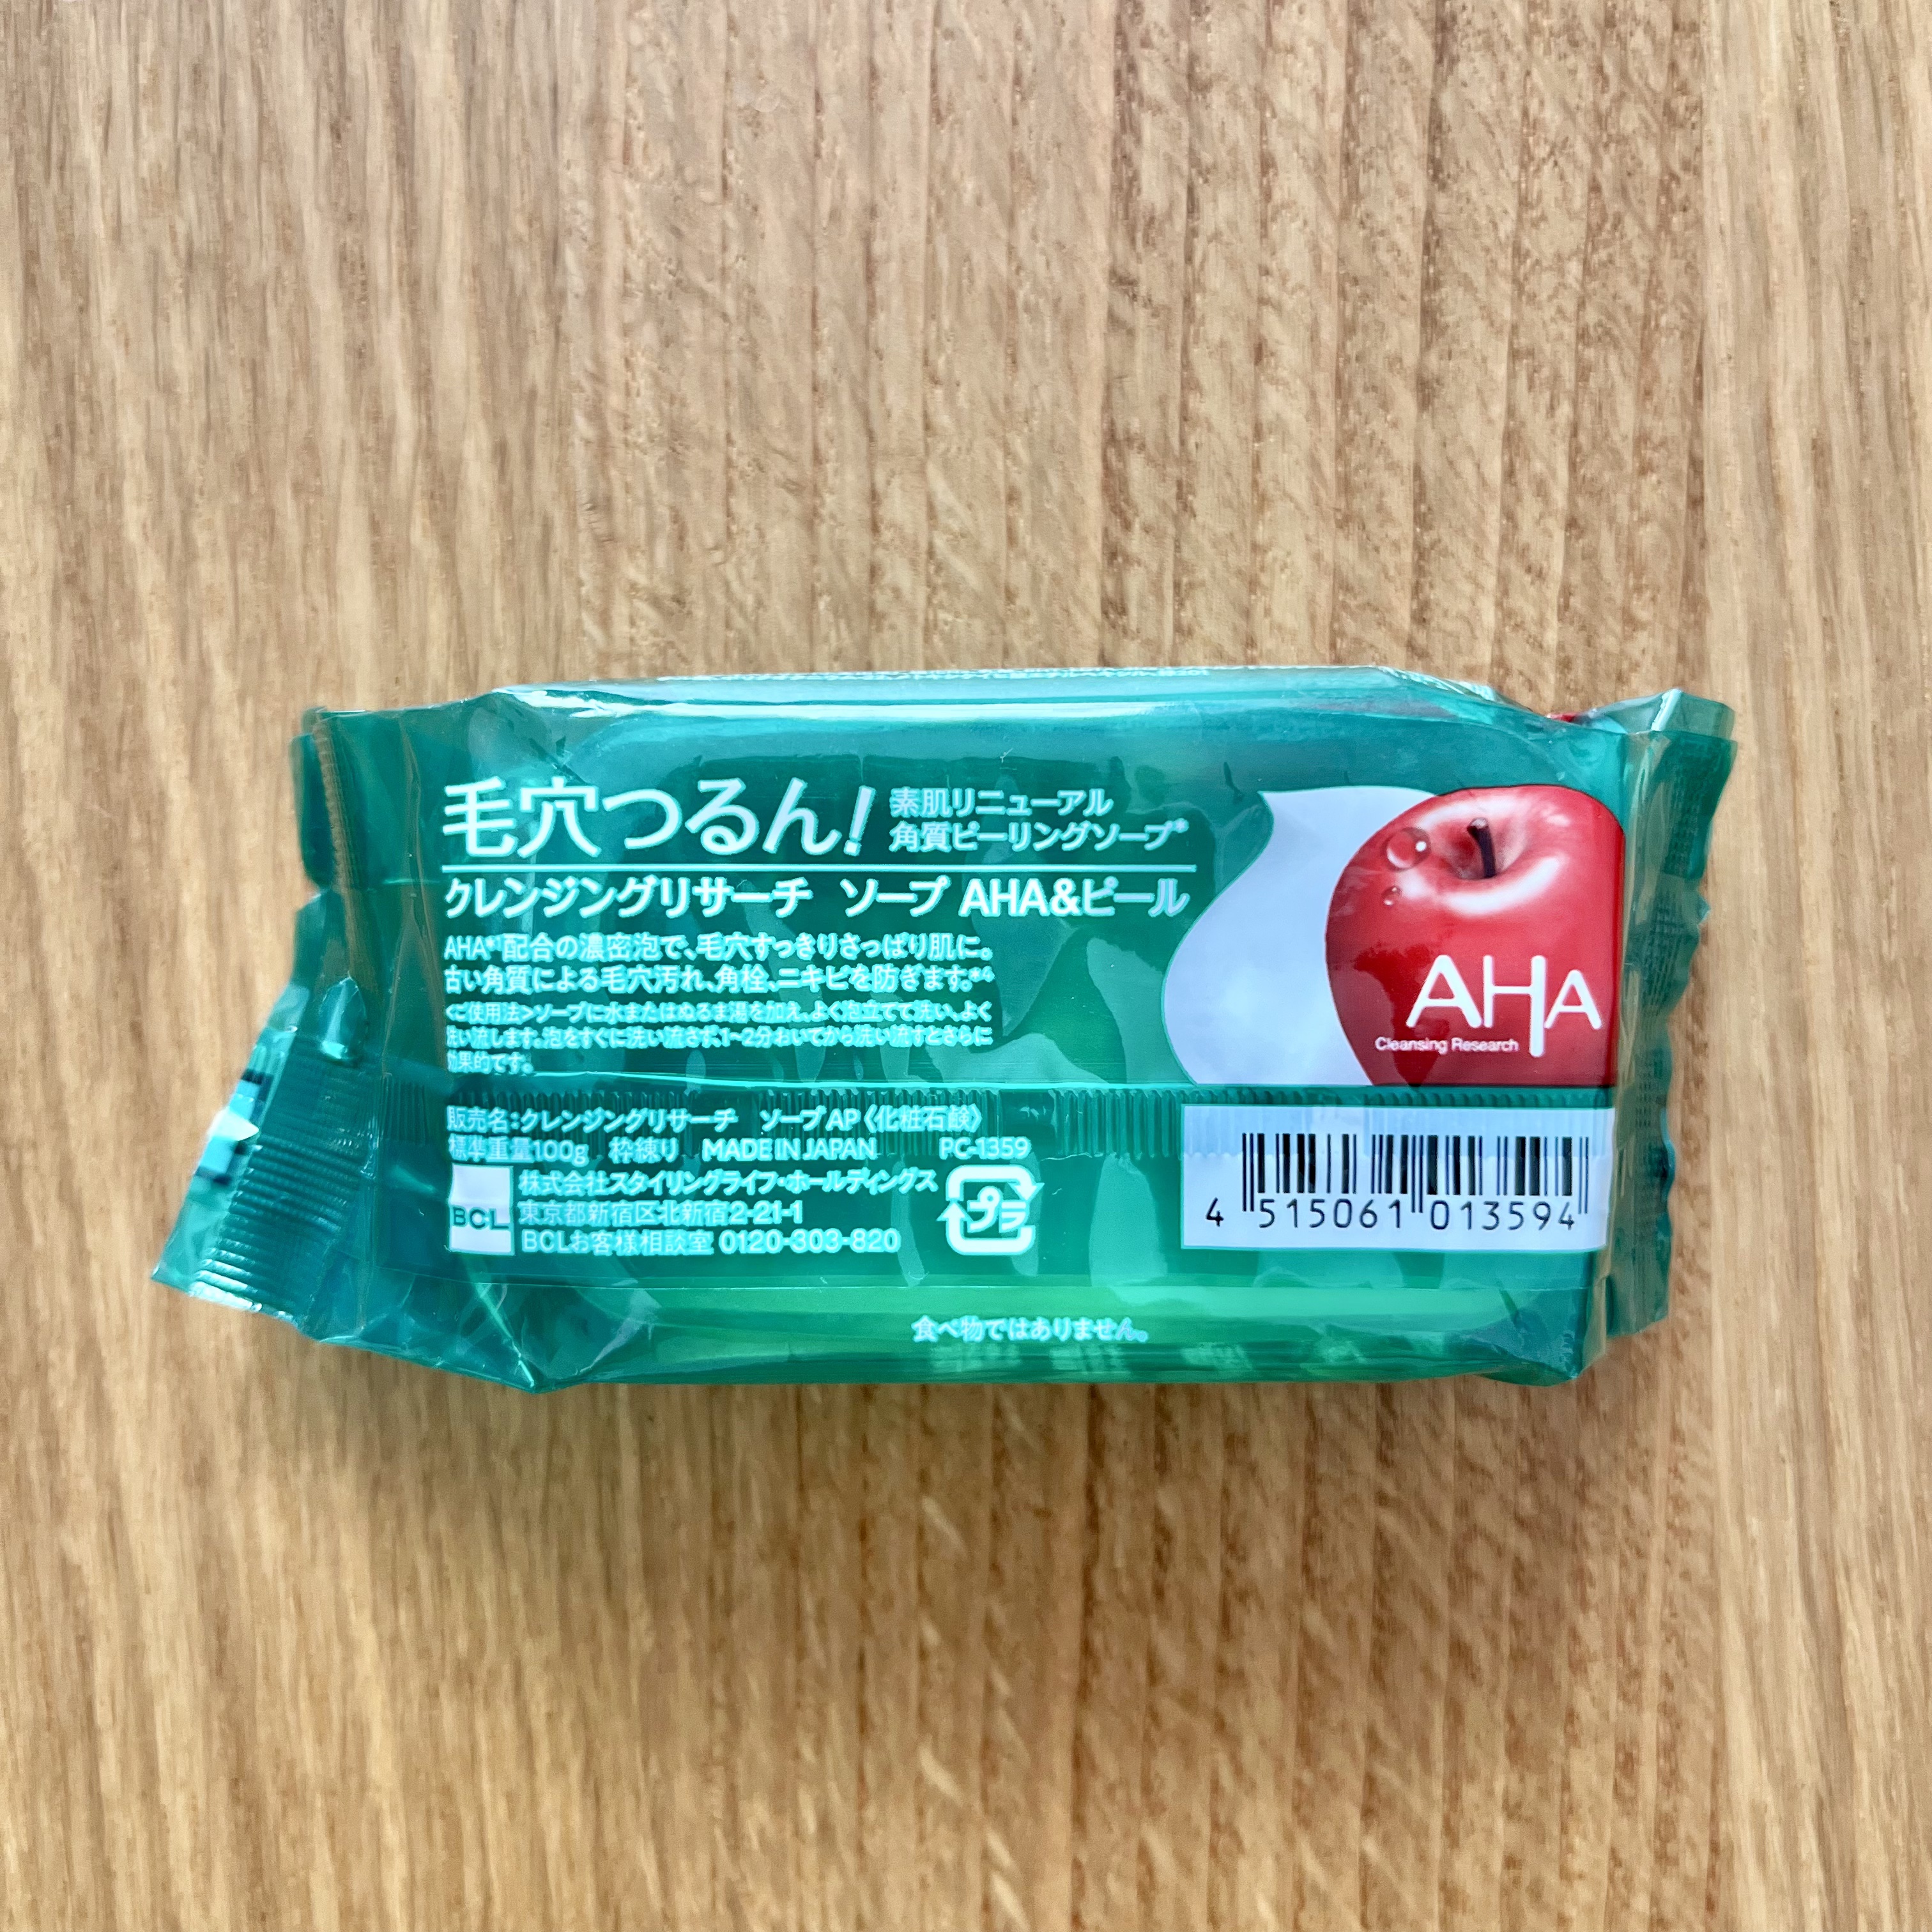 毛穴つるん!
素肌リニューアル
角質ピーリングソープ*
クレンジングリサーチ ソープ AHA&ピール
AHA*¹配合の濃密泡で、毛穴すっきりさっぱり肌に。
古い角質による毛穴汚れ、角栓、ニキビを防ぎます。*⁴
<ご使用法>ソープに水またはぬるま湯を加え、よく泡立てて洗い、よく
洗い流します。泡をすぐに洗い流さず、1~2分おいてから洗い流すとさらに
効果的です。
販売名:クレンジングリサーチ ソープAP《化粧石鹸》
標準重量100g 枠練り MADE IN JAPAN PC-1359
BCL
株式会社スタイリングライフ・ホールディングス
東京都新宿区北新宿2-21-1
BCLお客様相談室 0120-303-820
プラ
AHA
Cleansing Research
4 515061 013594
食べ物ではありません。